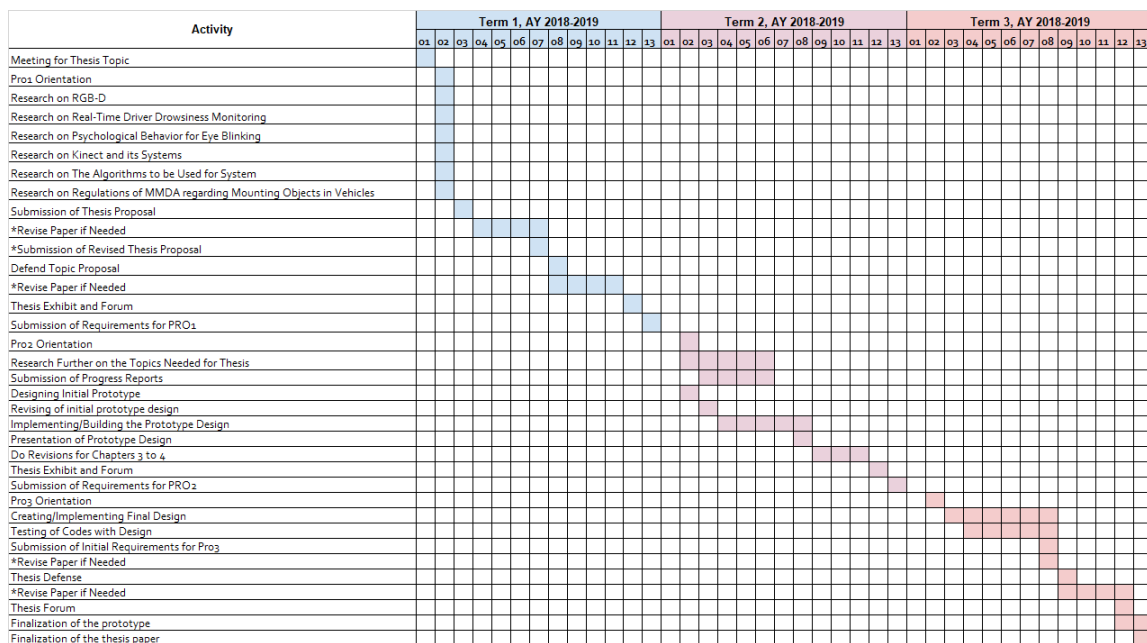 Activity
Term 1, AY 2018-2019 Term 2, AY 2018-2019 Term 3, AY 2018-2019
01 02 03 04 05 06 07 08 09 10 11 12 13 01 02 03 04 05 06 07 08 09 10 11 12 13 01 02 03 04 05 06 07 08 09 10 11 12 13
Meeting for Thesis Topic
Pro1 Orientation
Research on RGB-D
Research on Real-Time Driver Drowsiness Monitoring
Research on Psychological Behavior for Eye Blinking
Research on Kinect and its Systems
Research on The Algorithms to be Used for System
Research on Regulations of MMDA regarding Mounting Objects in Vehicles
Submission of Thesis Proposal
*Revise Paper if Needed
*Submission of Revised Thesis Proposal
Defend Topic Proposal
*Revise Paper if Needed
Thesis Exhibit and Forum
Submission of Requirements for PRO1
Pro2 Orientation
Research Further on the Topics Needed for Thesis
Submission of Progress Reports
Designing Initial Prototype
Revising of initial prototype design
Implementing/Building the Prototype Design
Presentation of Prototype Design
Do Revisions for Chapters 3 to 4
Thesis Exhibit and Forum
Submission of Requirements for PRO2
Pro3 Orientation
Creating/Implementing Final Design
Testing of Codes with Design
Submission of Initial Requirements for Pro3
*Revise Paper if Needed
Thesis Defense
*Revise Paper if Needed
Thesis Forum
Finalization of the prototype
Finalization of the thesis paper